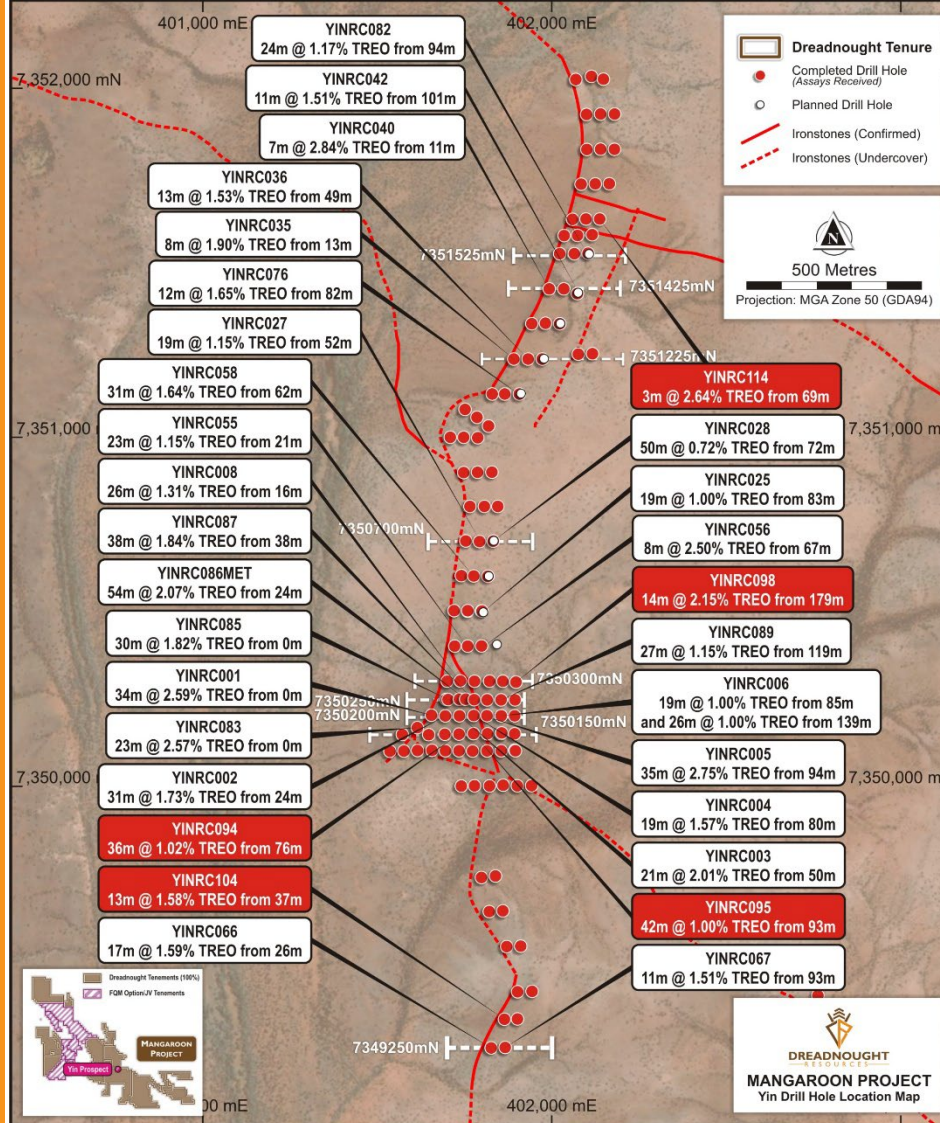 401,000 mE
402,000 mE
7,352,000 mN
YINRC082
24m @ 1.17% TREO from 94m
YINRC042
11m @ 1.51% TREO from 101m
YINRC040
7m @ 2.84% TREO from 11m
YINRC036
13m @ 1.53% TREO from 49m
YINRC035
8m @ 1.90% TREO from 13m
YINRC076
12m @ 1.65% TREO from 82m
YINRC027
19m @ 1.15% TREO from 52m
YINRC058
31m @ 1.64% TREO from 62m
YINRC055
23m @ 1.15% TREO from 21m
YINRC008
26m @ 1.31% TREO from 16m
YINRC087
38m @ 1.84% TREO from 38m
YINRC086MET
54m @ 2.07% TREO from 24m
YINRC085
30m @ 1.82% TREO from 0m
YINRC001
34m @ 2.59% TREO from 0m
YINRC083
23m @ 2.57% TREO from 0m
YINRC002
31m @ 1.73% TREO from 24m
YINRC094
36m @ 1.02% TREO from 76m
YINRC104
13m @ 1.58% TREO from 37m
YINRC066
17m @ 1.59% TREO from 26m
Dreadnought Tenure
Completed Drill Hole
(Assays Received)
Planned Drill Hole
Ironstones (Confirmed)
Ironstones (Undercover)
N
500 Metres
Projection: MGA Zone 50 (GDA94)
7351525mN
7351425mN
7351225mN
7,351,000
7,351,000 m
7350700mN
7350300mN
7350250mN
7350200mN
7350150mN
7,350,000
7,350,000 m
7349250mN
YINRC114
3m @ 2.64% TREO from 69m
YINRC028
50m @ 0.72% TREO from 72m
YINRC025
19m @ 1.00% TREO from 83m
YINRC056
8m @ 2.50% TREO from 67m
YINRC098
14m @ 2.15% TREO from 179m
YINRC089
27m @ 1.15% TREO from 119m
YINRC006
19m @ 1.00% TREO from 85m
and 26m @ 1.00% TREO from 139m
YINRC005
35m @ 2.75% TREO from 94m
YINRC004
19m @ 1.57% TREO from 80m
YINRC003
21m @ 2.01% TREO from 50m
YINRC095
42m @ 1.00% TREO from 93m
YINRC067
11m @ 1.51% TREO from 93m
Dreadnought Tenements (100%)
FQM Option/JV Tenements
MANGAROON
PROJECT
Yin Prospect
00 mE
402,000 mE
DREADNOUGHT
RESOURCES
MANGAROON PROJECT
Yin Drill Hole Location Map